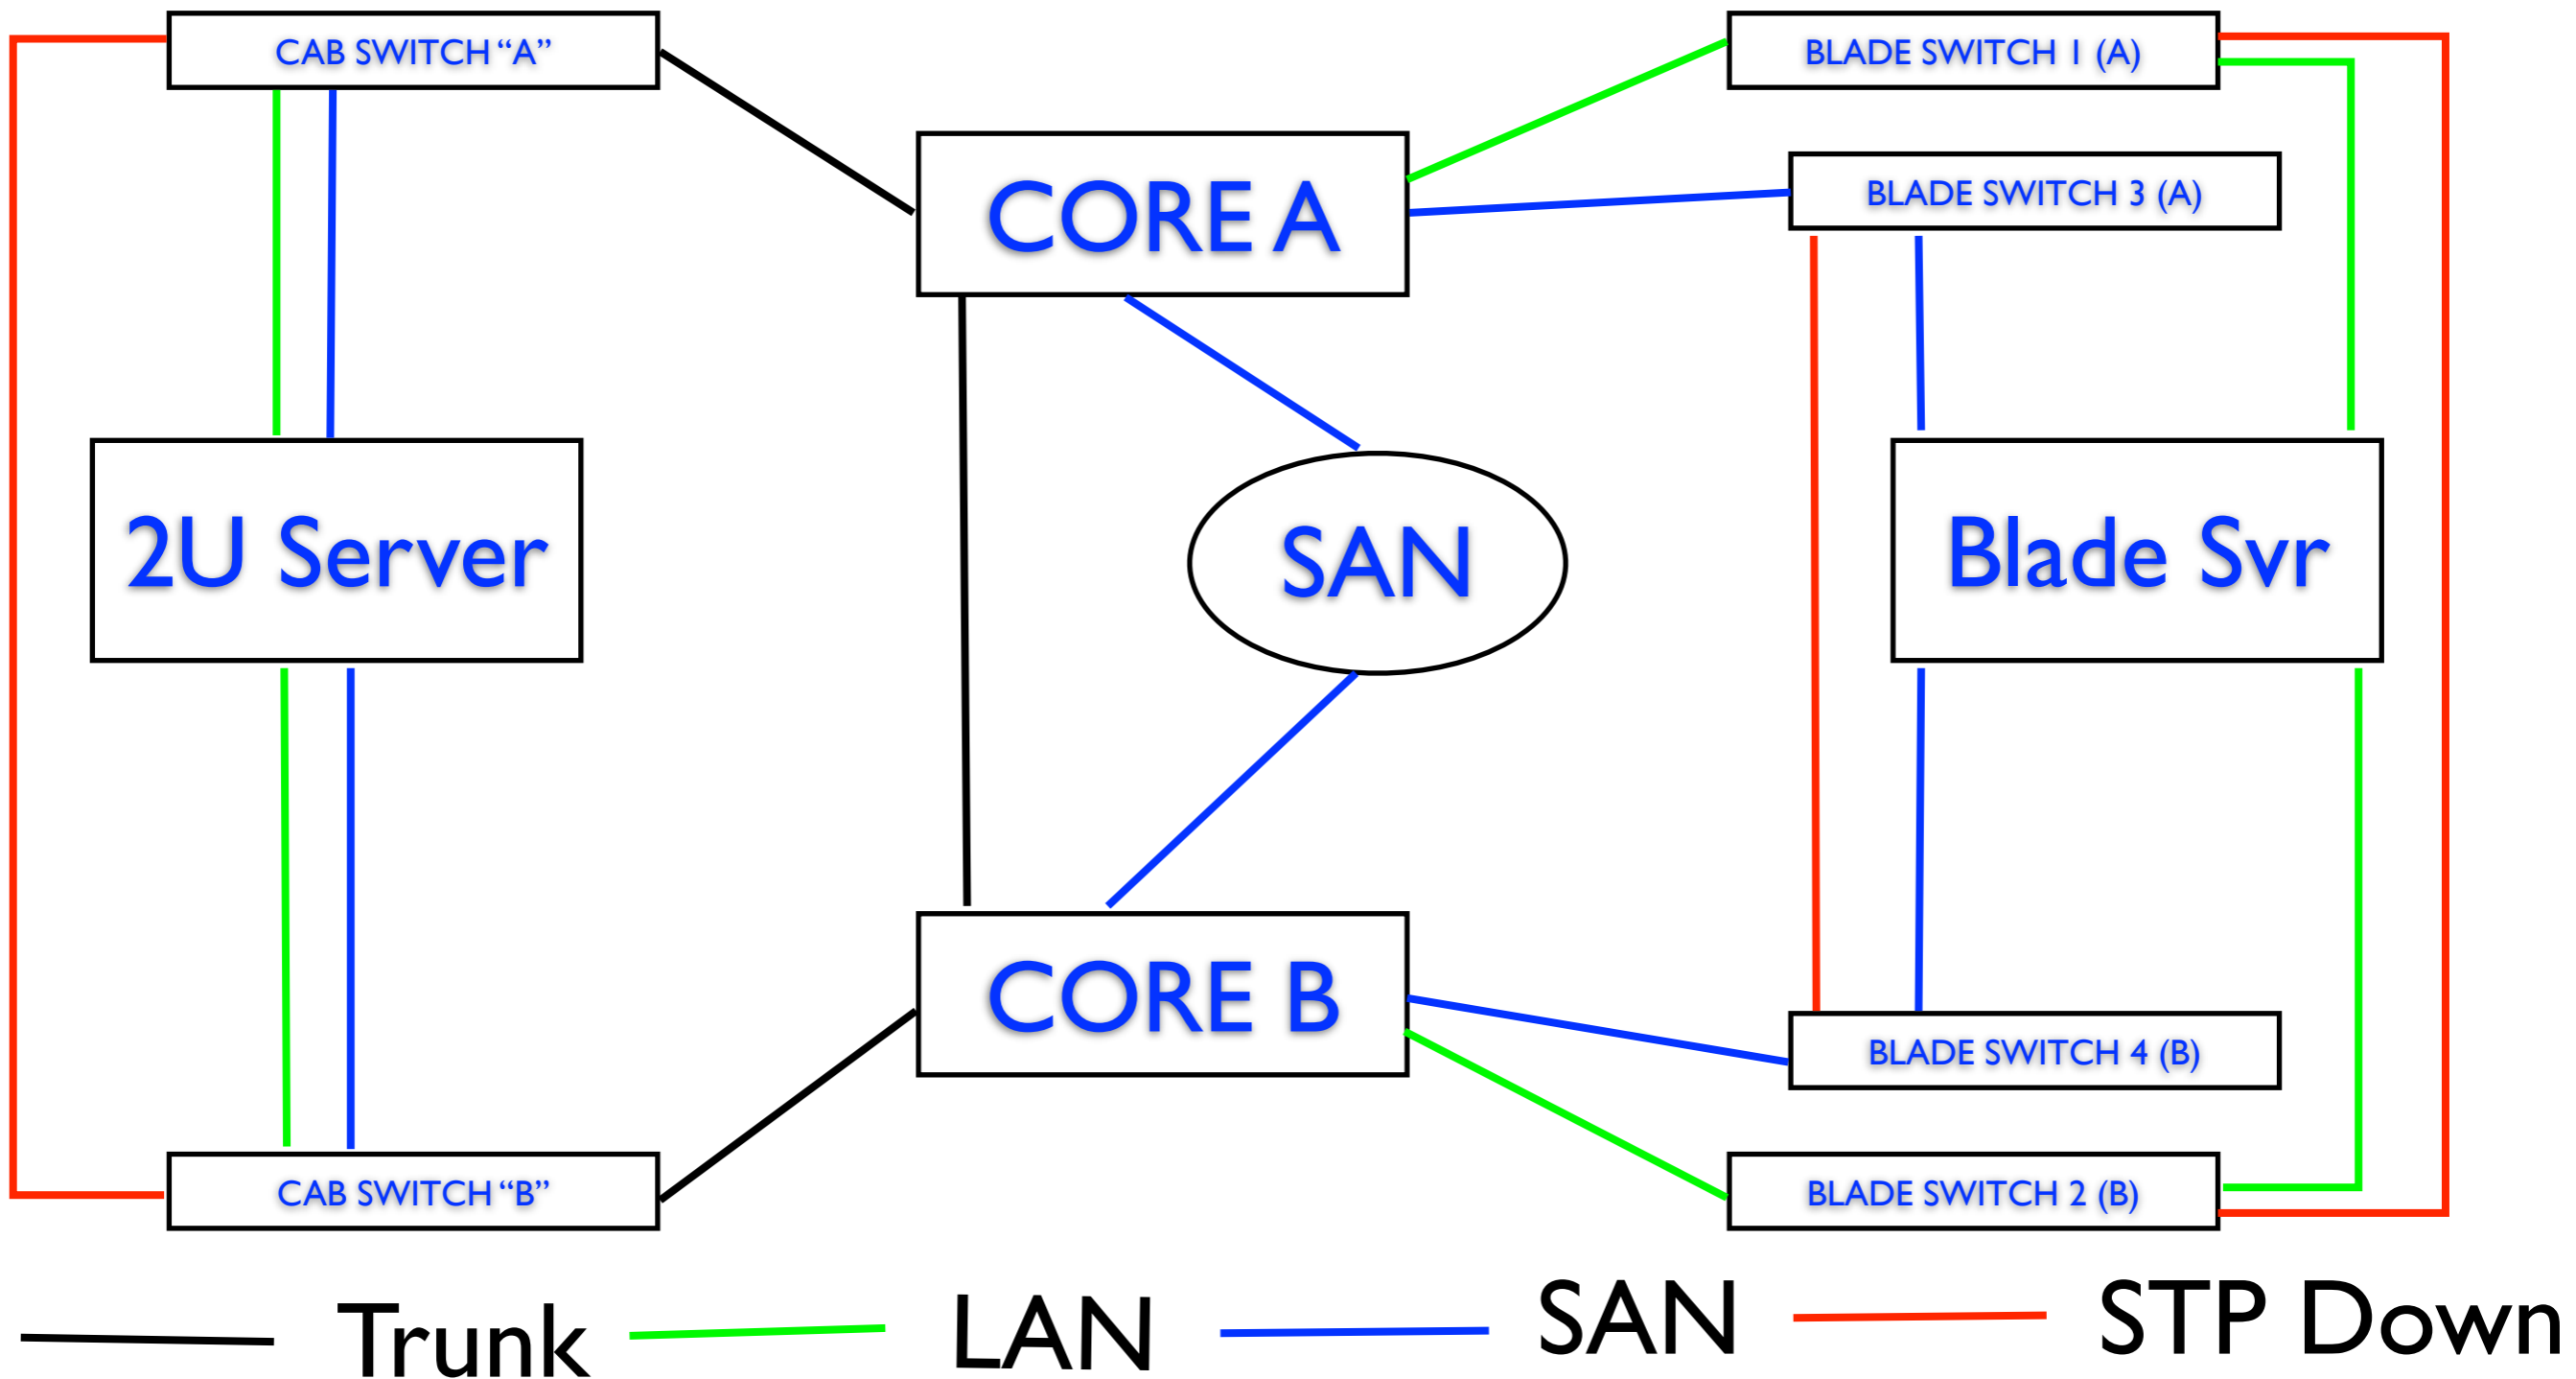 CAB SWITCH “A”
BLADE SWITCH 1 (A)
CORE A
BLADE SWITCH 3 (A)
2U Server
SAN
Blade Svr
CORE B
BLADE SWITCH 4 (B)
CAB SWITCH “B”
BLADE SWITCH 2 (B)
Trunk
LAN
SAN
STP Down